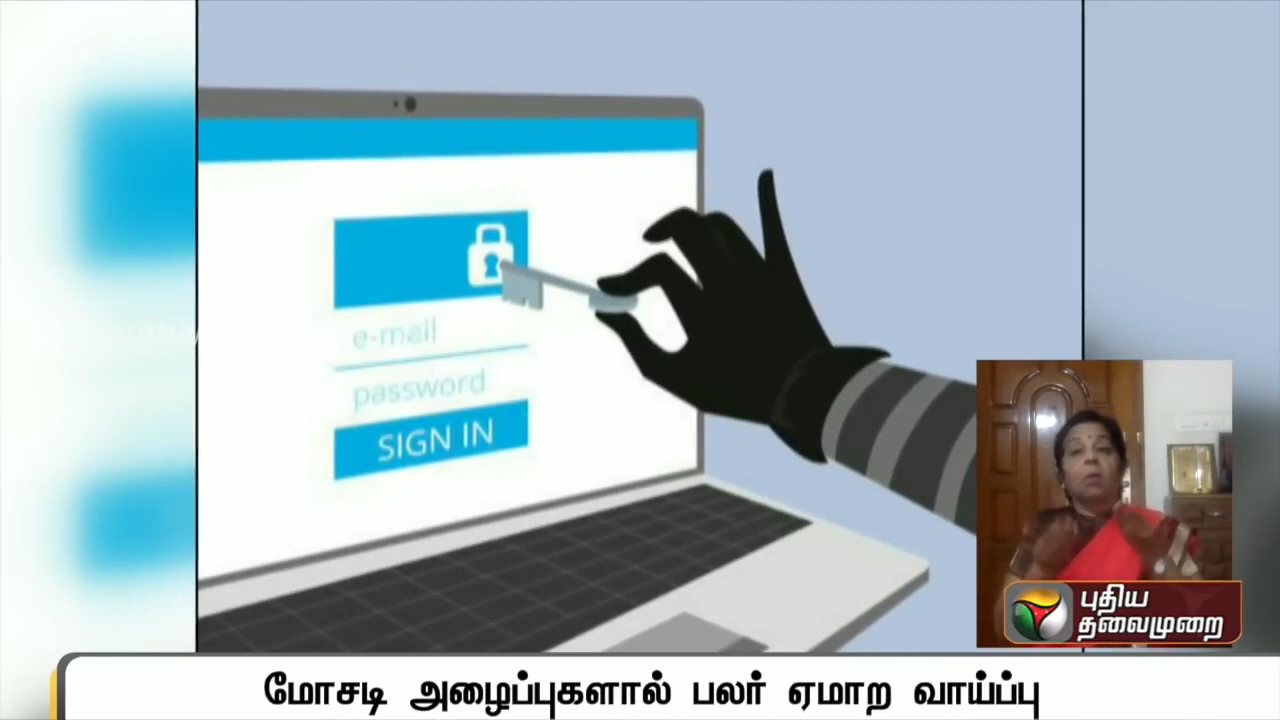 e-mail
password
SIGN IN
புதிய
தலைமுறை
மோசடி அழைப்புகளால் பலர் ஏமாற வாய்ப்பு